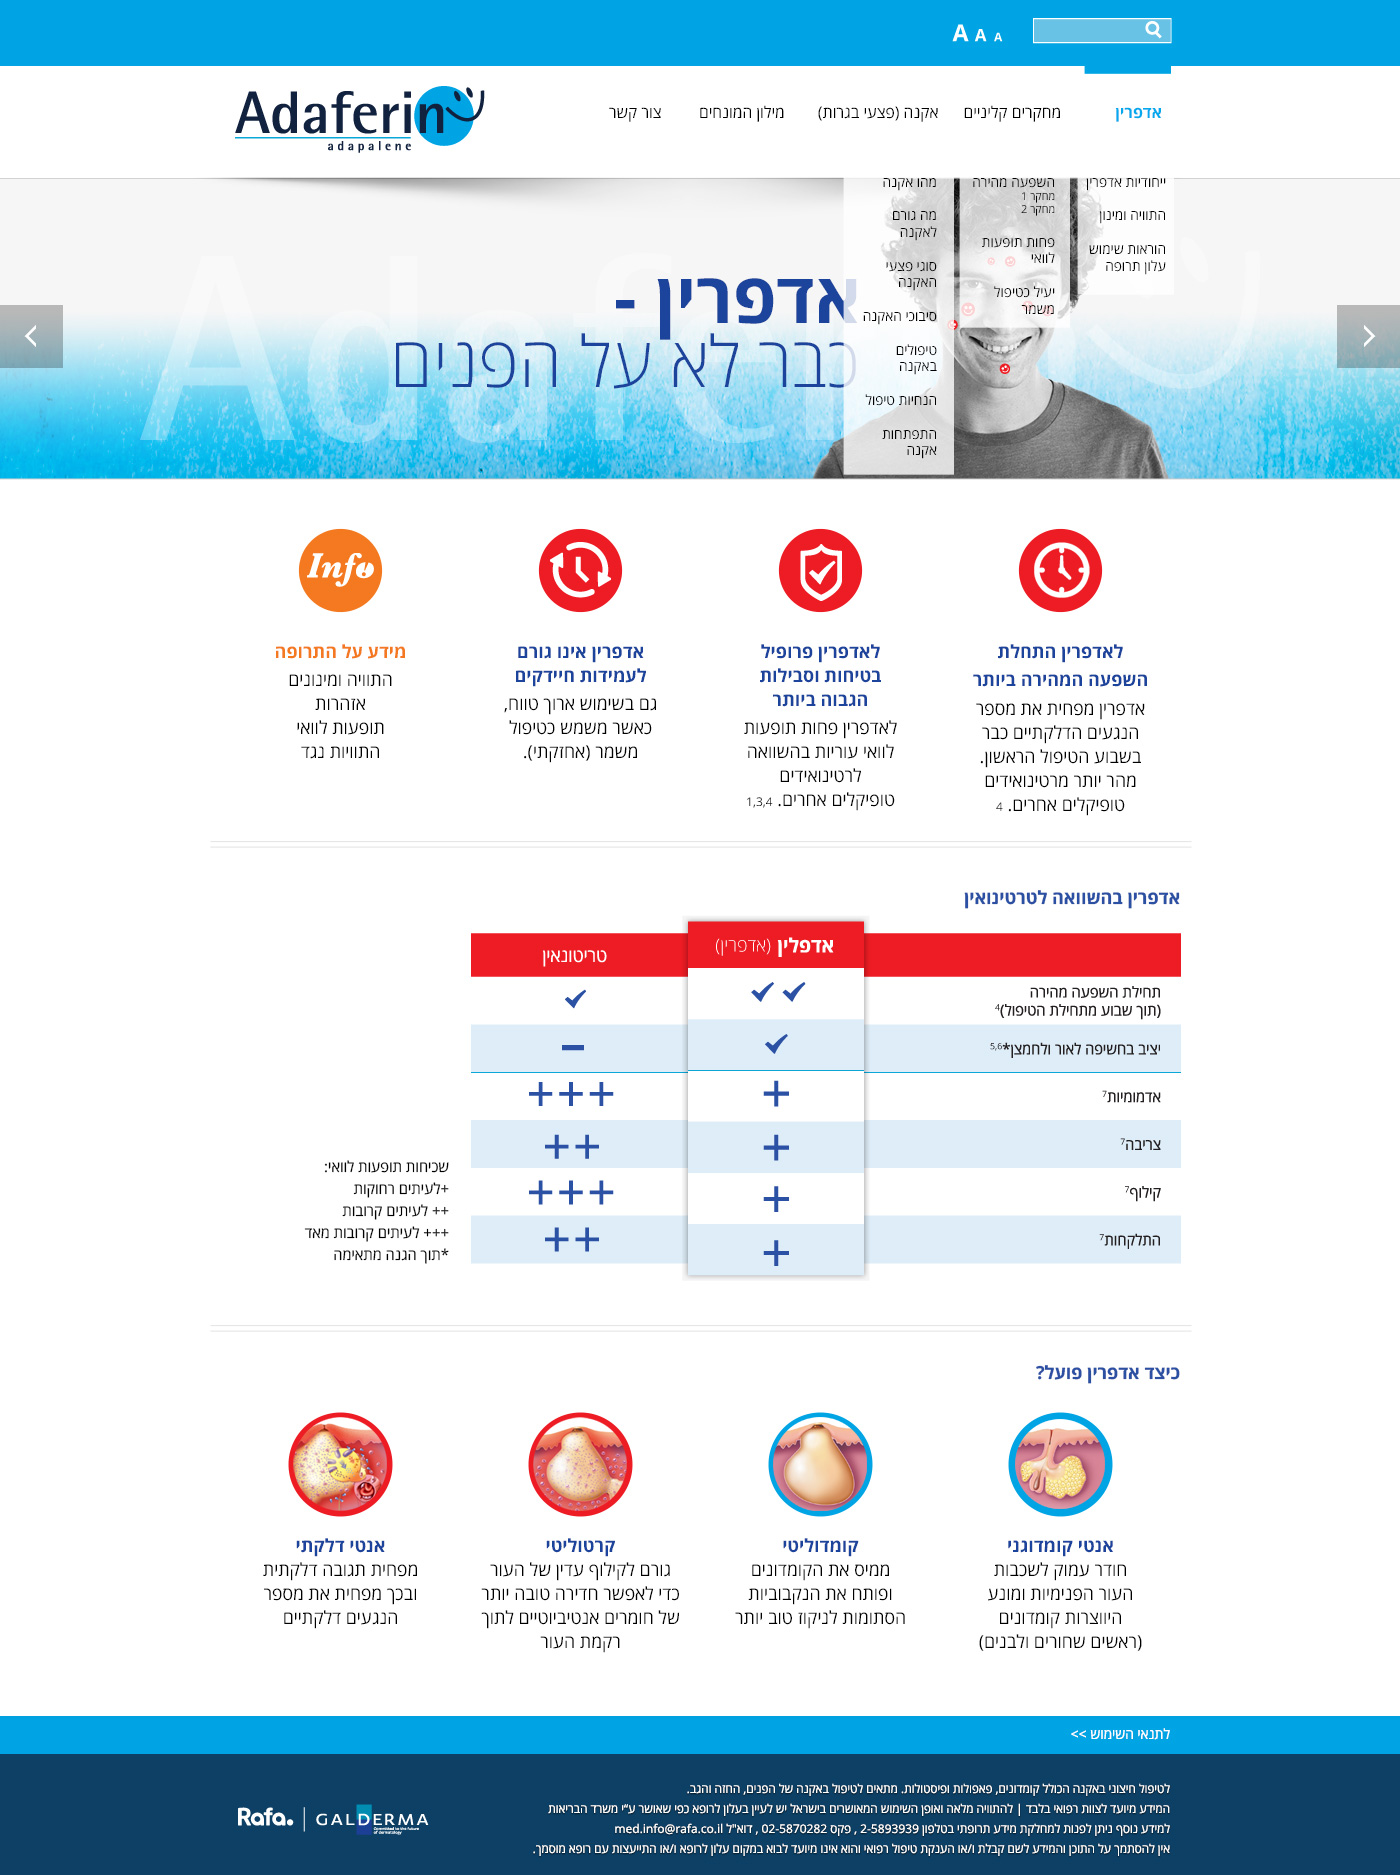 A A A
Adaferin
adapalene
אדפרין
מחקרים קליניים
אקנה (פצעי בגרות)
מילון המונחים
צור קשר
ייחודיות אדפרין
התוויה ומינון
הוראות שימוש
עלון תרופה
השפעה מהירה
מחקר 1
מחקר 2
פחות תופעות
לוואי
יעיל כטיפול
משמר
מהו אקנה
מה גורם
לאקנה
סוגי פצעי
האקנה
סיבוכי האקנה
טיפולים
באקנה
הנחיות טיפול
התפתחות
אקנה
אדפרין -
כבר לא על הפנים
לאדפרין התחלת
השפעה המהירה ביותר
אדפרין מפחית את מספר
הנגעים הדלקתיים כבר
בשבוע הטיפול הראשון.
מהר יותר מרטינואידים
טופיקלים אחרים. 4
לאדפרין פרופיל
בטיחות וסבילות
הגבוה ביותר
לאדפרין פחות תופעות
לוואי עוריות בהשוואה
לרטינואידים
טופיקלים אחרים. 1,3,4
אדפרין אינו גורם
לעמידות חיידקים
גם בשימוש ארוך טווח,
כאשר משמש כטיפול
משמר (אחזקתי).
Info
מידע על התרופה
התוויה ומינונים
אזהרות
תופעות לוואי
התוויות נגד
אדפרין בהשוואה לטרטינואין
אדפלין (אדפרין)
טריטונאין
תחילת השפעה מהירה
(תוך שבוע מתחילת הטיפול)4
יציב בחשיפה לאור ולחמצן*5,6
−
אדמומיות7
+
+++
צריבה7
+
++
קילוף7
+
+++
התלקחות7
+
++
שכיחות תופעות לוואי:
+לעיתים רחוקות
++ לעיתים קרובות
+++ לעיתים קרובות מאד
*תוך הגנה מתאימה
כיצד אדפרין פועל?
אנטי קומדוגני
חודר עמוק לשכבות
העור הפנימיות ומונע
היווצרות קומדונים
(ראשים שחורים ולבנים)
קומדוליטי
ממיס את הקומדונים
ופותח את הנקבוביות
הסתומות לניקוז טוב יותר
קרטוליטי
גורם לקילוף עדין של העור
כדי לאפשר חדירה טובה יותר
של חומרים אנטיביוטיים לתוך
רקמת העור
אנטי דלקתי
מפחית תגובה דלקתית
ובכך מפחית את מספר
הנגעים דלקתיים
לתנאי השימוש >>
לטיפול חיצוני באקנה הכולל קומדונים, פאפולות ופיסטולות. מתאים לטיפול באקנה של הפנים, החזה והגב.
המידע מיועד לצוות רפואי בלבד | להתוויה מלאה ואופן השימוש המאושרים בישראל יש לעיין בעלון לרופא כפי שאושר ע"י משרד הבריאות
למידע נוסף ניתן לפנות למחלקת מידע תרופתי בטלפון 2-5893939 , פקס 02-5870282 , דוא"ל med.info@rafa.co.il
אין להסתמך על התוכן והמידע לשם קבלת ו/או הענקת טיפול רפואי והוא אינו מיועד לבוא במקום עלון לרופא ו/או התייעצות עם רופא מוסמך.
Rafa.
GALDERMA
Committed to the future
of dermatology